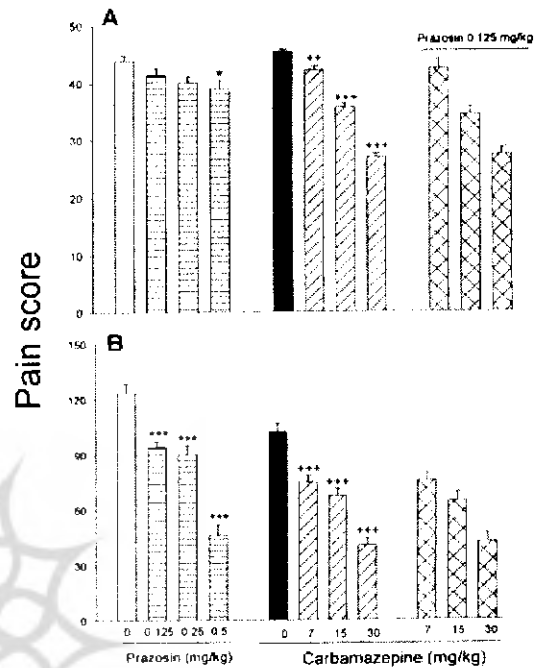 A
Prazosin 0 125 mg/kg
50
40
30
20
10
0
*
++
+++
+++
Pain score
B
150
120
90
60
30
0
***
***
***
+++
+++
+++
0 0 125 0 25 0 5
0 7 15 30
7 15 30
Prazosin (mg/kg)
Carbamazepine (mg/kg)